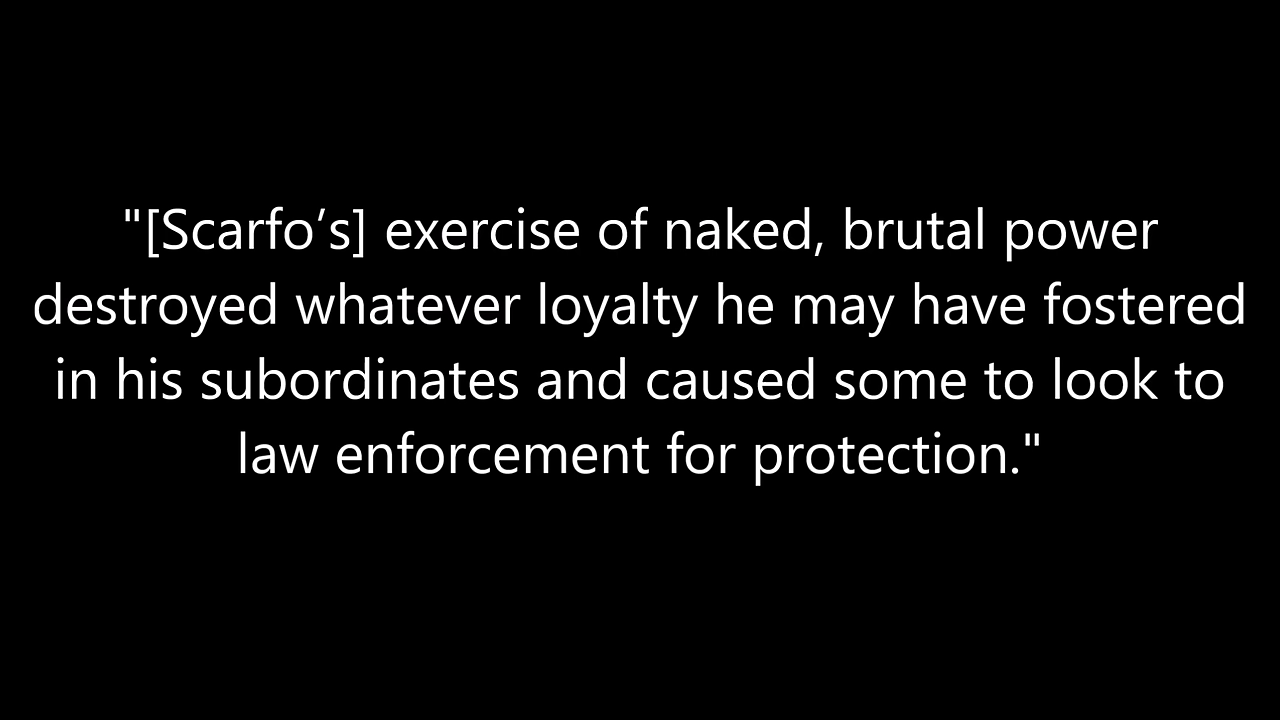 "[Scarfo’s] exercise of naked, brutal power
destroyed whatever loyalty he may have fostered
in his subordinates and caused some to look to
law enforcement for protection."